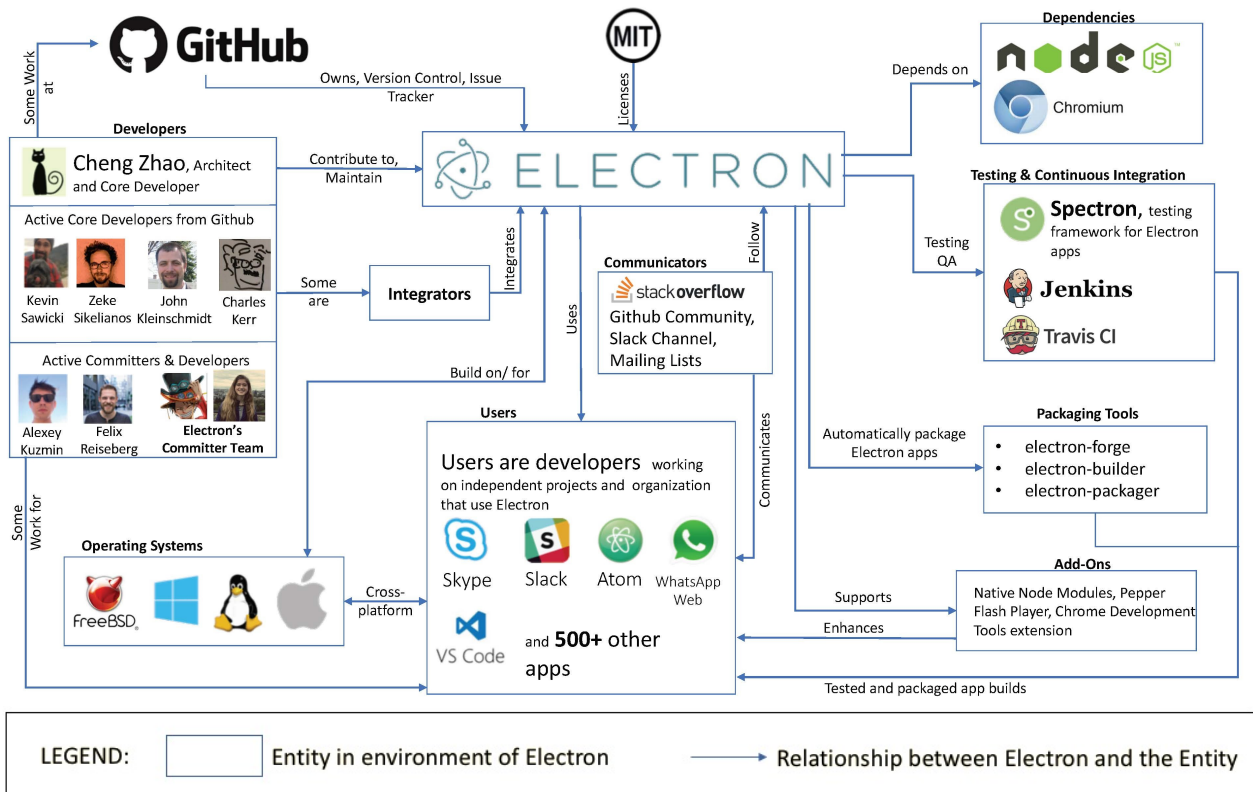 GitHub
MIT
Dependencies
node
JS
™
Chromium
Some Work
at
Owns, Version Control, Issue
Tracker
Licenses
Depends on
Developers
Cheng Zhao, Architect
and Core Developer
Contribute to,
Maintain
ELECTRON
Testing & Continuous Integration
S
Spectron, testing
framework for Electron
apps
Jenkins
Travis CI
Testing
QA
Active Core Developers from Github
Kevin
Sawicki
Zeke
Sikelianos
John
Kleinschmidt
Charles
Kerr
Some
are
Integrators
Integrates
Uses
Follow
Communicators
stackoverflow
Github Community,
Slack Channel,
Mailing Lists
Active Committers & Developers
Alexey
Kuzmin
Felix
Reiseberg
Electron's
Committer Team
Build on/ for
Communicates
Users
Users are developers working
on independent projects and organization
that use Electron
S
Skype
S
Slack
Atom
WhatsApp
Web
VS Code
and 500+ other
apps
Automatically package
Electron apps
Packaging Tools
• electron-forge
• electron-builder
• electron-packager
Some
Work for
Operating Systems
FreeBSD®
Cross-
platform
Supports
Enhances
Add-Ons
Native Node Modules, Pepper
Flash Player, Chrome Development
Tools extension
Tested and packaged app builds
LEGEND:
Entity in environment of Electron
Relationship between Electron and the Entity